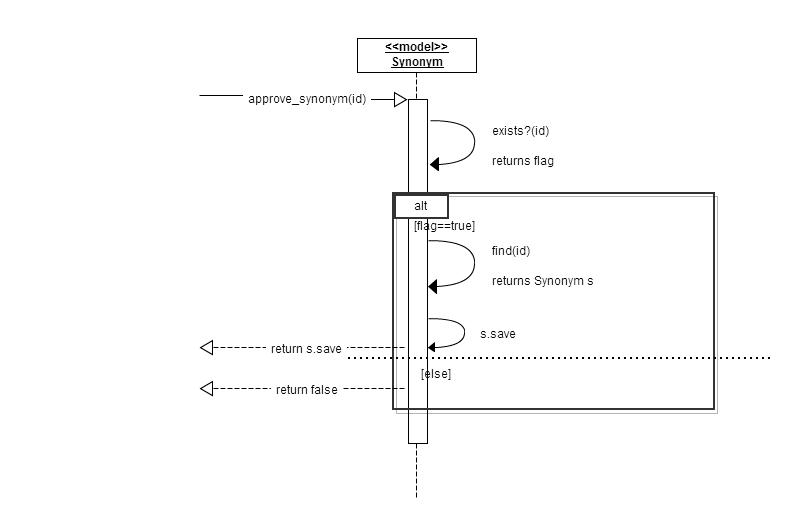 <<model>>
Synonym
approve_synonym(id)
exists?(id)
returns flag
alt
[flag==true]
find(id)
returns Synonym s
s.save
return s.save
[else]
return false